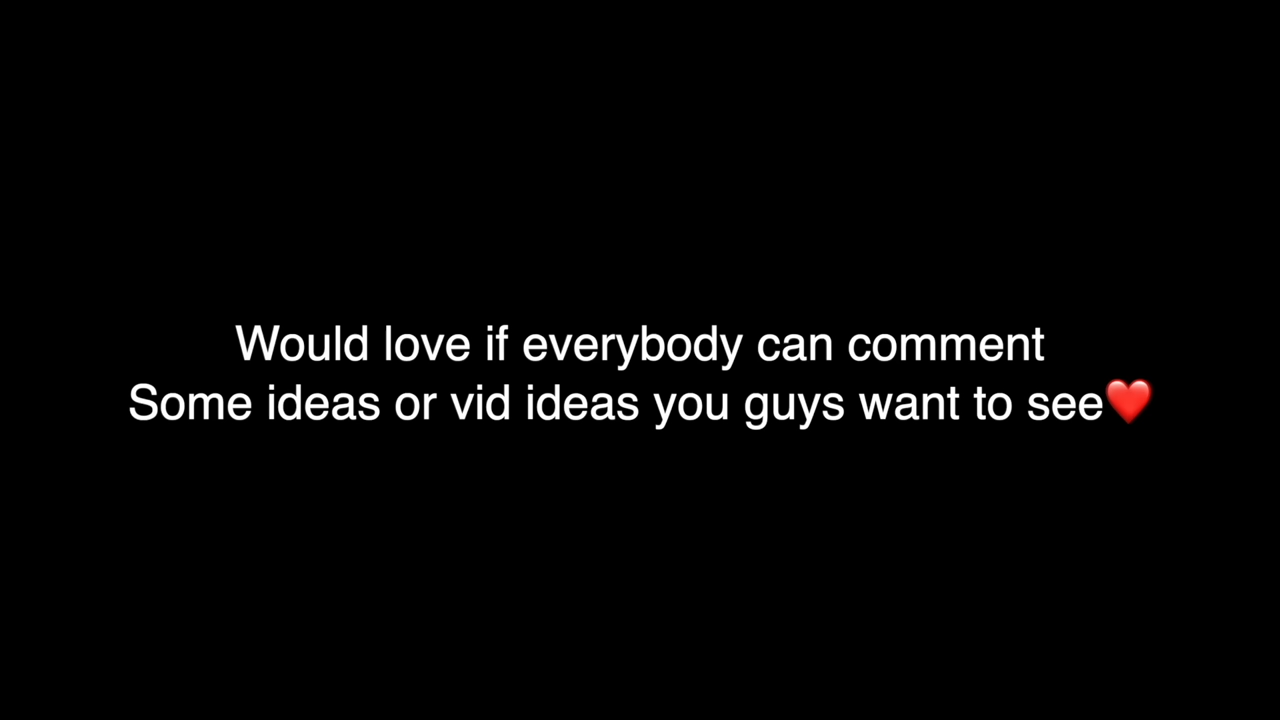 Would love if everybody can comment
Some ideas or vid ideas you guys want to see❤️